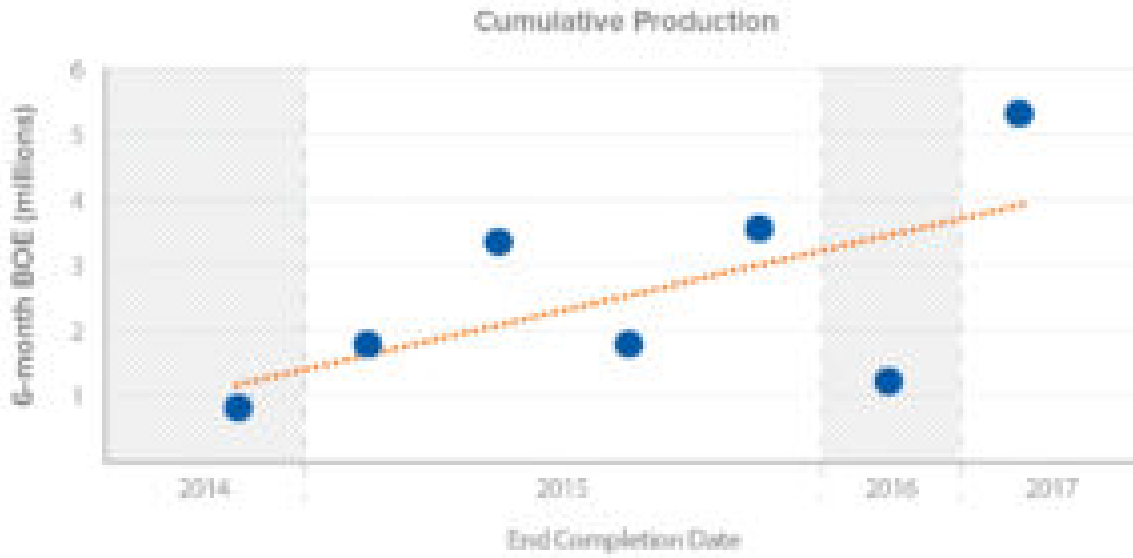 Cumulative Production
6-month BOE (millions)
6
5
4
3
2
1
2014 2015 2016 2017
End Completion Date